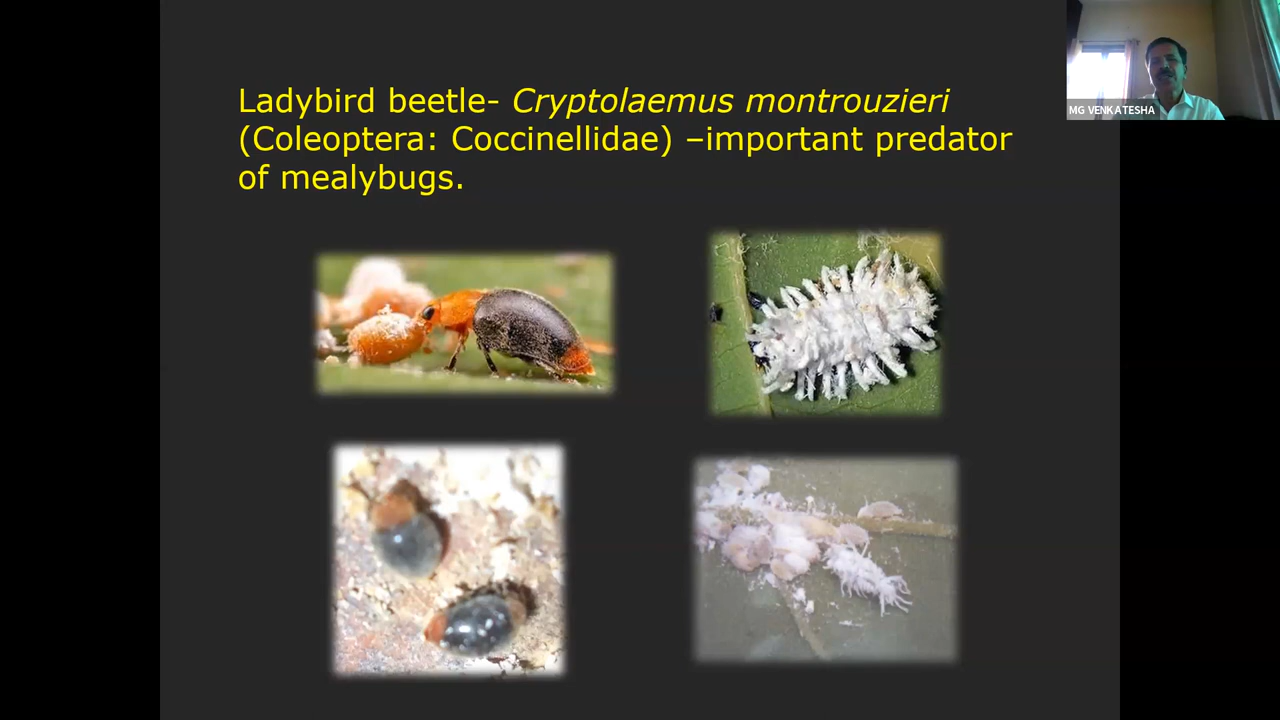 Ladybird beetle- Cryptolaemus montrouzieri
(Coleoptera: Coccinellidae) –important predator
of mealybugs.
MG VENKATESHA